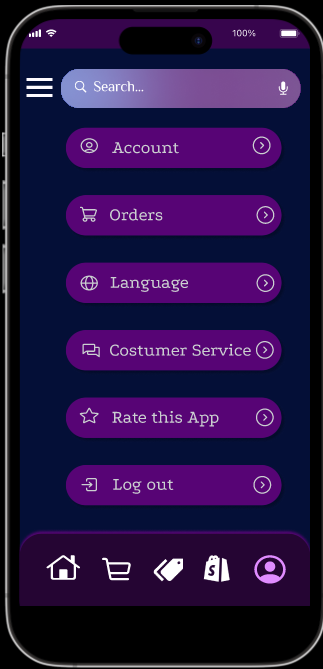 100%
Search...
Account
Orders
Language
Costumer Service
Rate this App
Log out
S